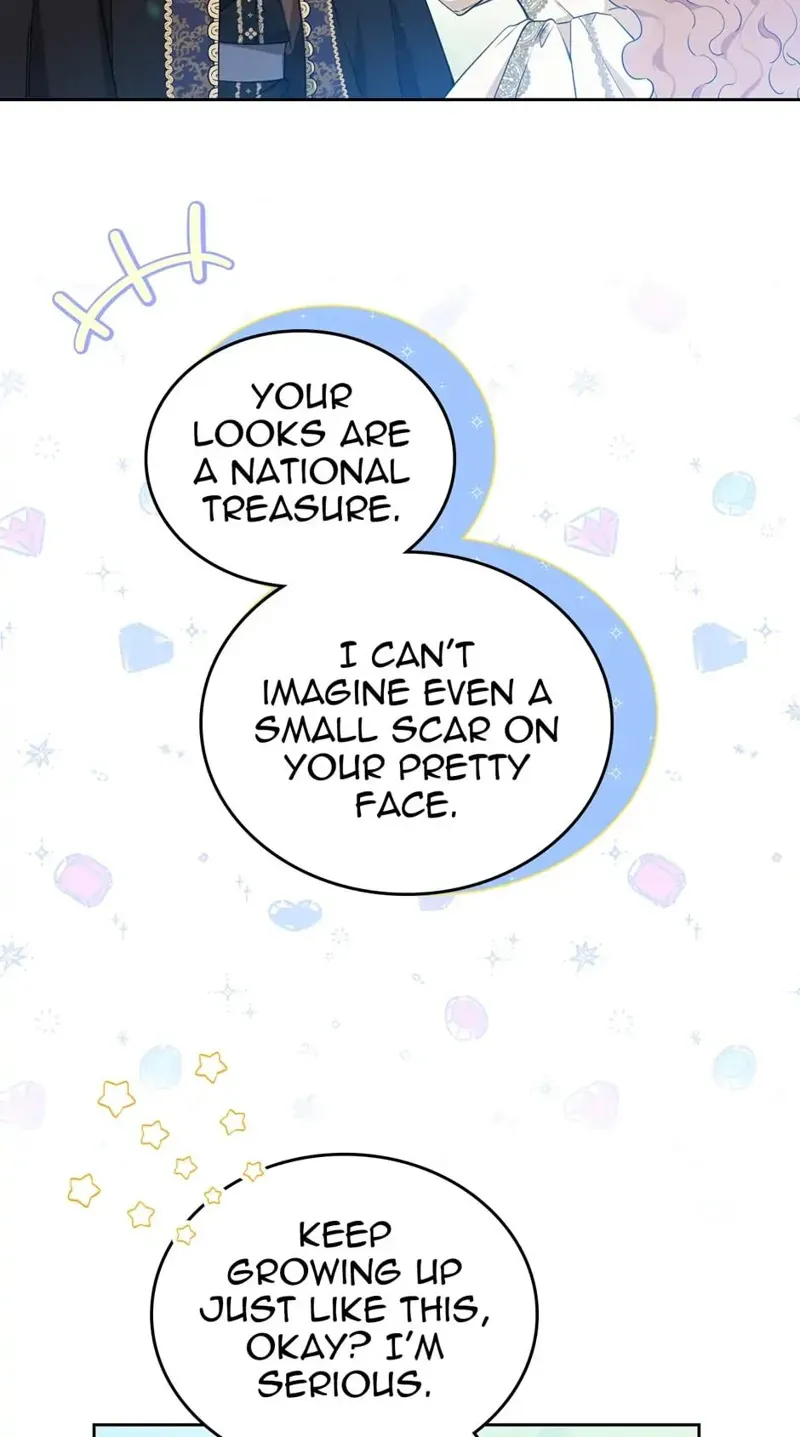 YOUR
LOOKS ARE
A NATIONAL
TREASURE.
I CAN'T
IMAGINE EVEN A
SMALL SCAR ON
YOUR PRETTY
FACE.
KEEP
GROWING UP
JUST LIKE THIS,
OKAY? I'M
SERIOUS.